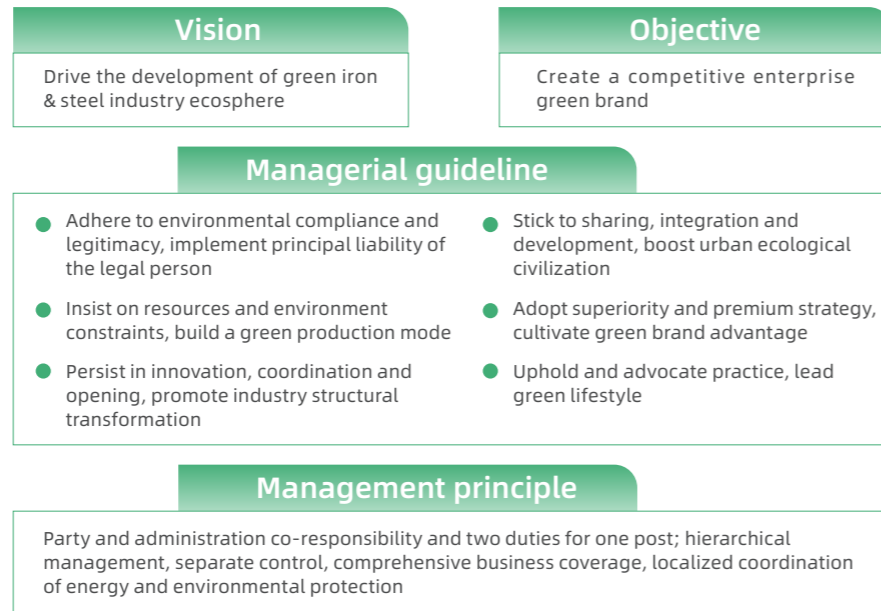 Vision
Drive the development of green iron
& steel industry ecosphere
Objective
Create a competitive enterprise
green brand
Managerial guideline
Adhere to environmental compliance and
legitimacy, implement principal liability of
the legal person
Insist on resources and environment
constraints, build a green production mode
Persist in innovation, coordination and
opening, promote industry structural
transformation
Stick to sharing, integration and
development, boost urban ecological
civilization
Adopt superiority and premium strategy,
cultivate green brand advantage
Uphold and advocate practice, lead
green lifestyle
Management principle
Party and administration co-responsibility and two duties for one post; hierarchical
management, separate control, comprehensive business coverage, localized coordination
of energy and environmental protection